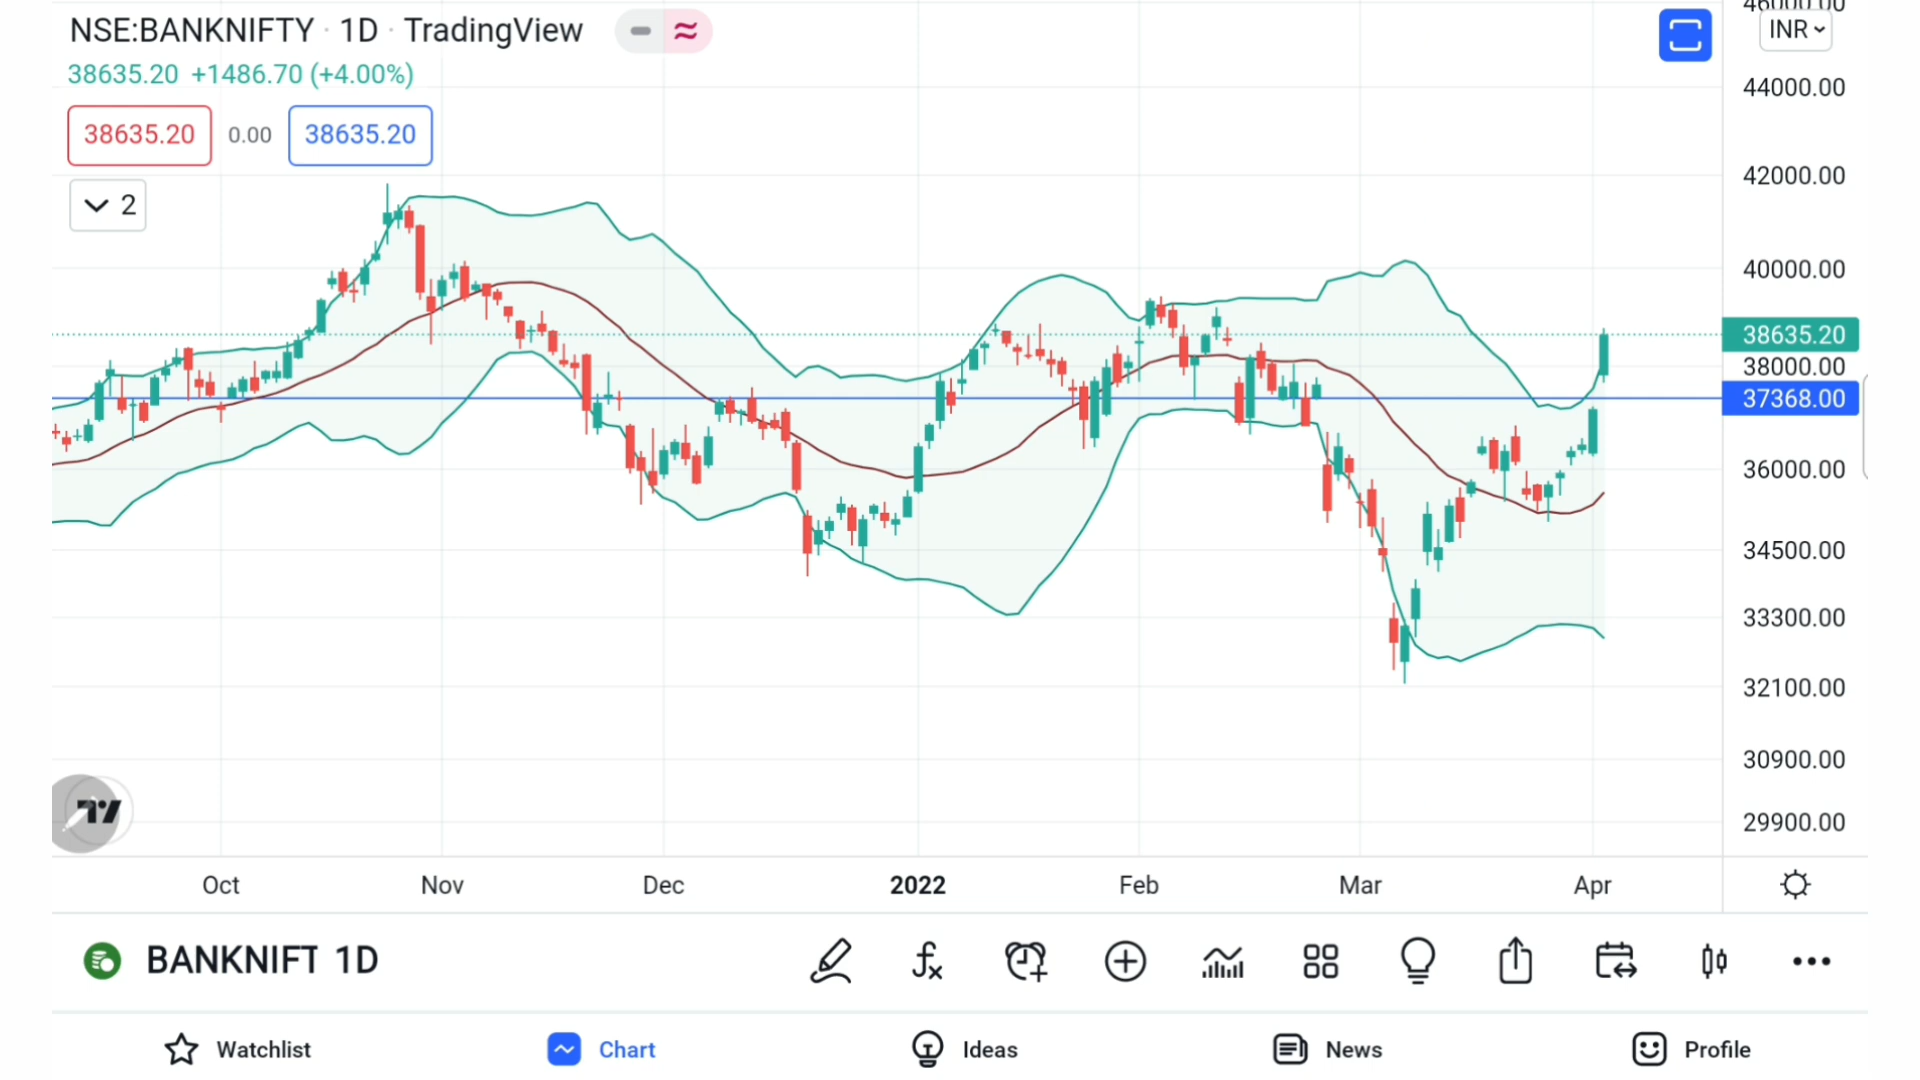 NSE:BANKNIFTY · 1D · TradingView
38635.20 +1486.70 (+4.00%)
38635.20 0.00 38635.20
2
INR
46000.00
44000.00
42000.00
40000.00
38635.20
38000.00
37368.00
36000.00
34500.00
33300.00
32100.00
30900.00
29900.00
Oct Nov Dec 2022 Feb Mar Apr
BANKNIFT 1D
Watchlist Chart Ideas News Profile